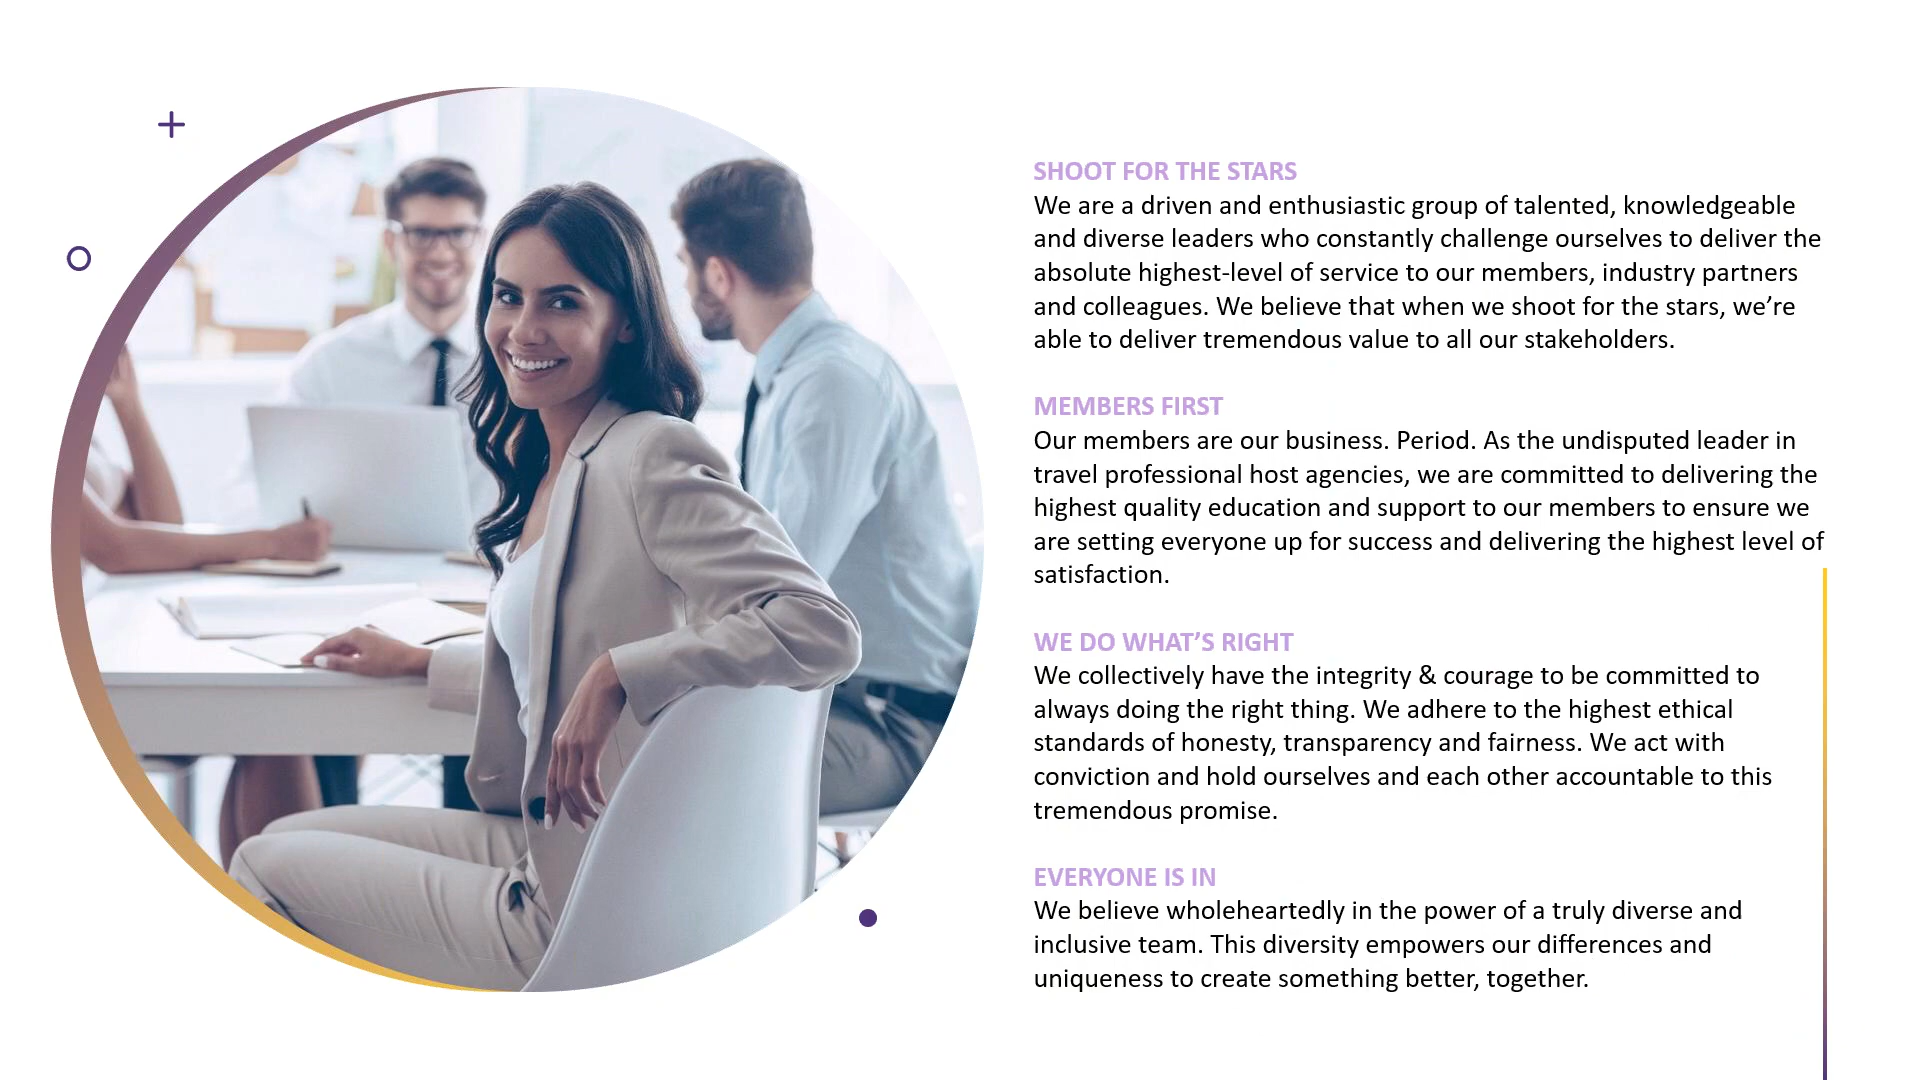 SHOOT FOR THE STARS
We are a driven and enthusiastic group of talented, knowledgeable
and diverse leaders who constantly challenge ourselves to deliver the
absolute highest-level of service to our members, industry partners
and colleagues. We believe that when we shoot for the stars, we’re
able to deliver tremendous value to all our stakeholders.
MEMBERS FIRST
Our members are our business. Period. As the undisputed leader in
travel professional host agencies, we are committed to delivering the
highest quality education and support to our members to ensure we
are setting everyone up for success and delivering the highest level of
satisfaction.
WE DO WHAT’S RIGHT
We collectively have the integrity & courage to be committed to
always doing the right thing. We adhere to the highest ethical
standards of honesty, transparency and fairness. We act with
conviction and hold ourselves and each other accountable to this
tremendous promise.
EVERYONE IS IN
We believe wholeheartedly in the power of a truly diverse and
inclusive team. This diversity empowers our differences and
uniqueness to create something better, together.